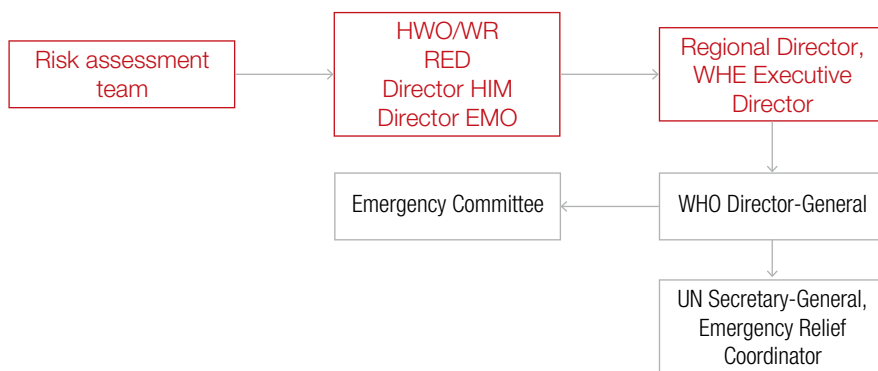 Risk assessment
team
HWO/WR
RED
Director HIM
Director EMO
Regional Director,
WHE Executive
Director
Emergency Committee
WHO Director-General
UN Secretary-General,
Emergency Relief
Coordinator